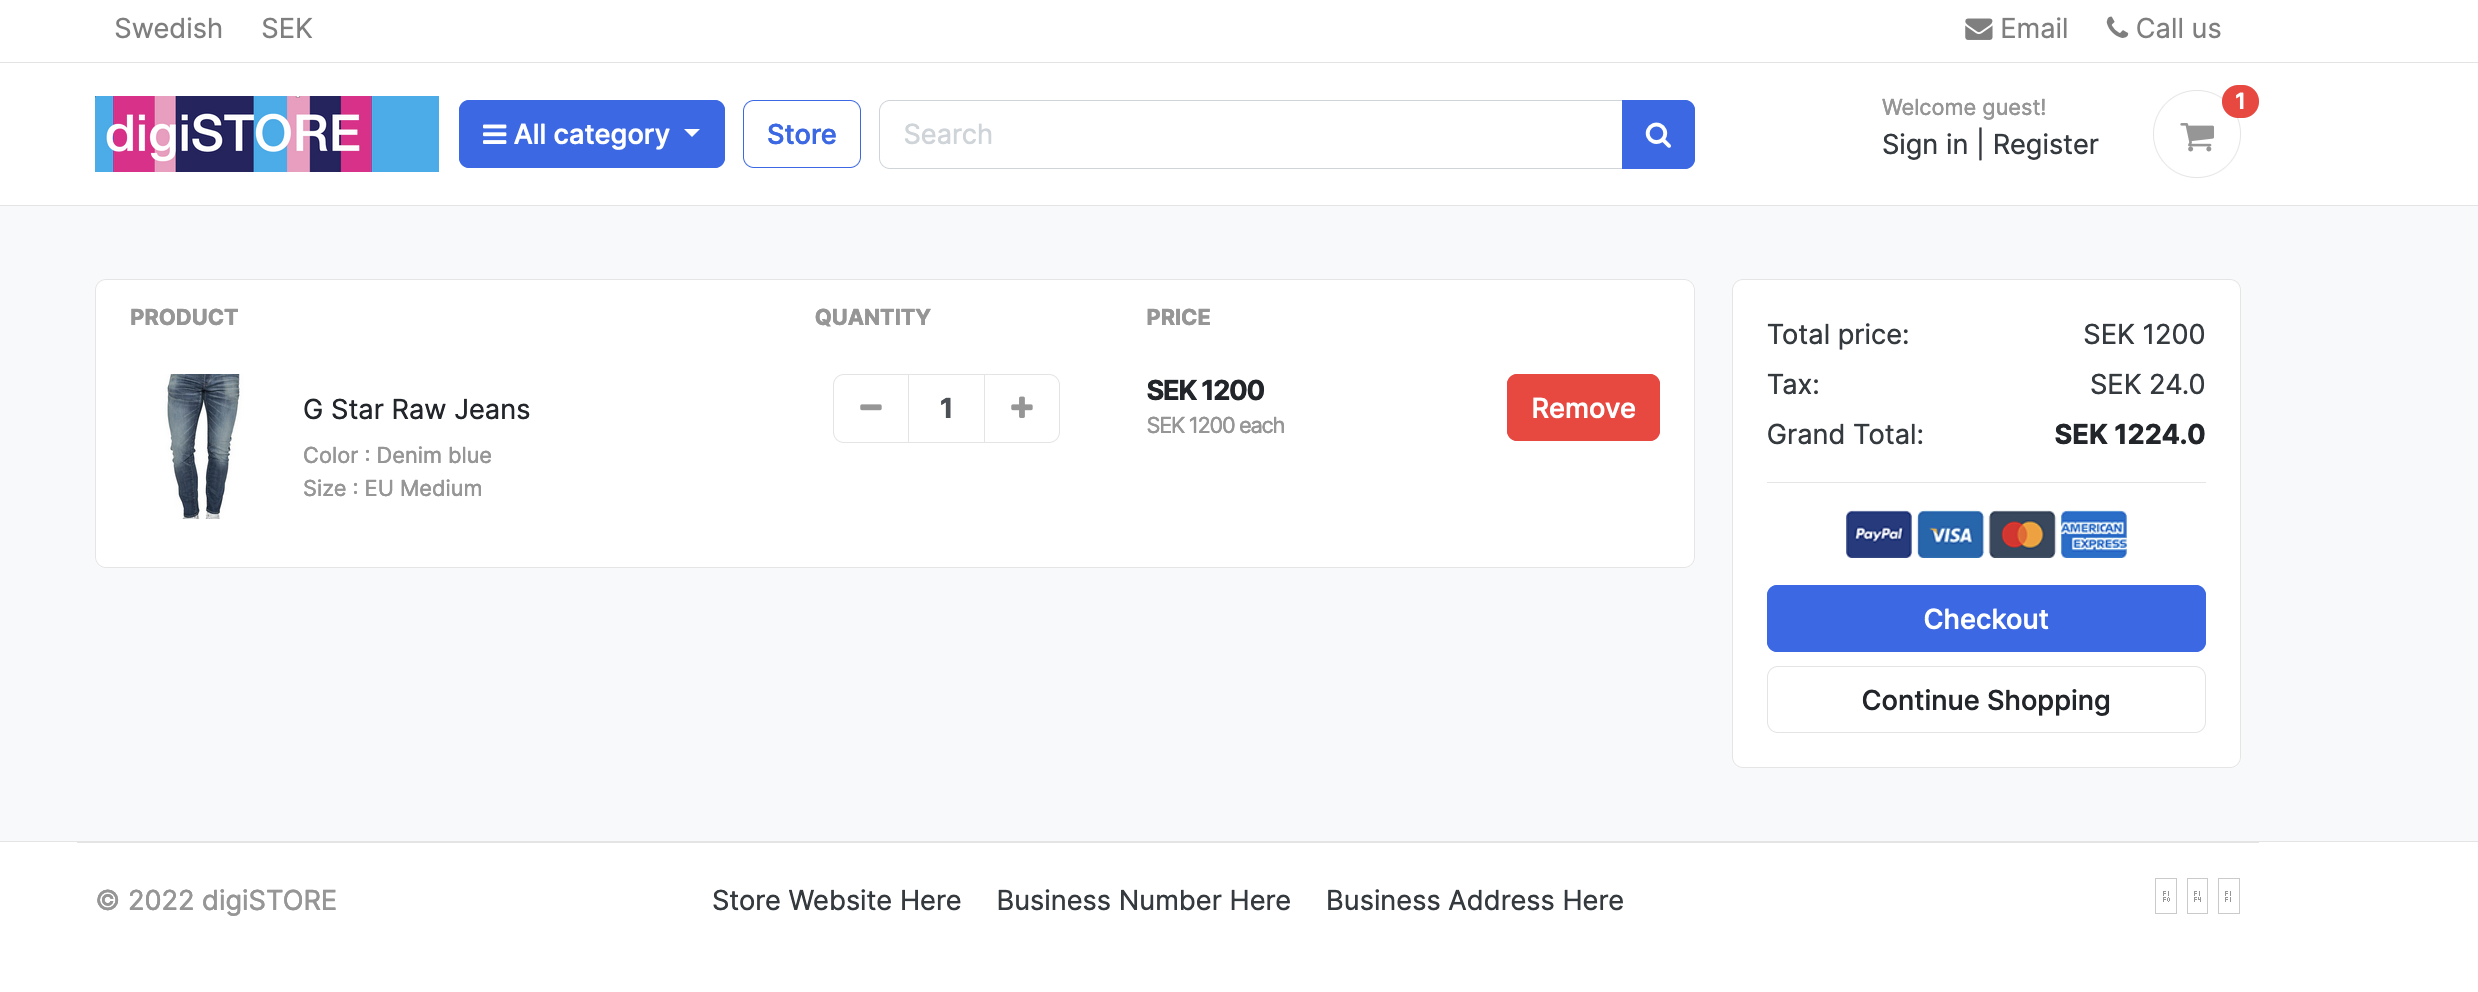 Swedish SEK Email Call us
digiSTORE All category Store Search Welcome guest! 1
Sign in | Register
PRODUCT QUANTITY PRICE
G Star Raw Jeans
Color : Denim blue
Size : EU Medium
1
SEK 1200
SEK 1200 each
Remove
Total price: SEK 1200
Tax: SEK 24.0
Grand Total: SEK 1224.0
PayPal VISA AMERICAN EXPRESS
Checkout
Continue Shopping
© 2022 digiSTORE Store Website Here Business Number Here Business Address Here